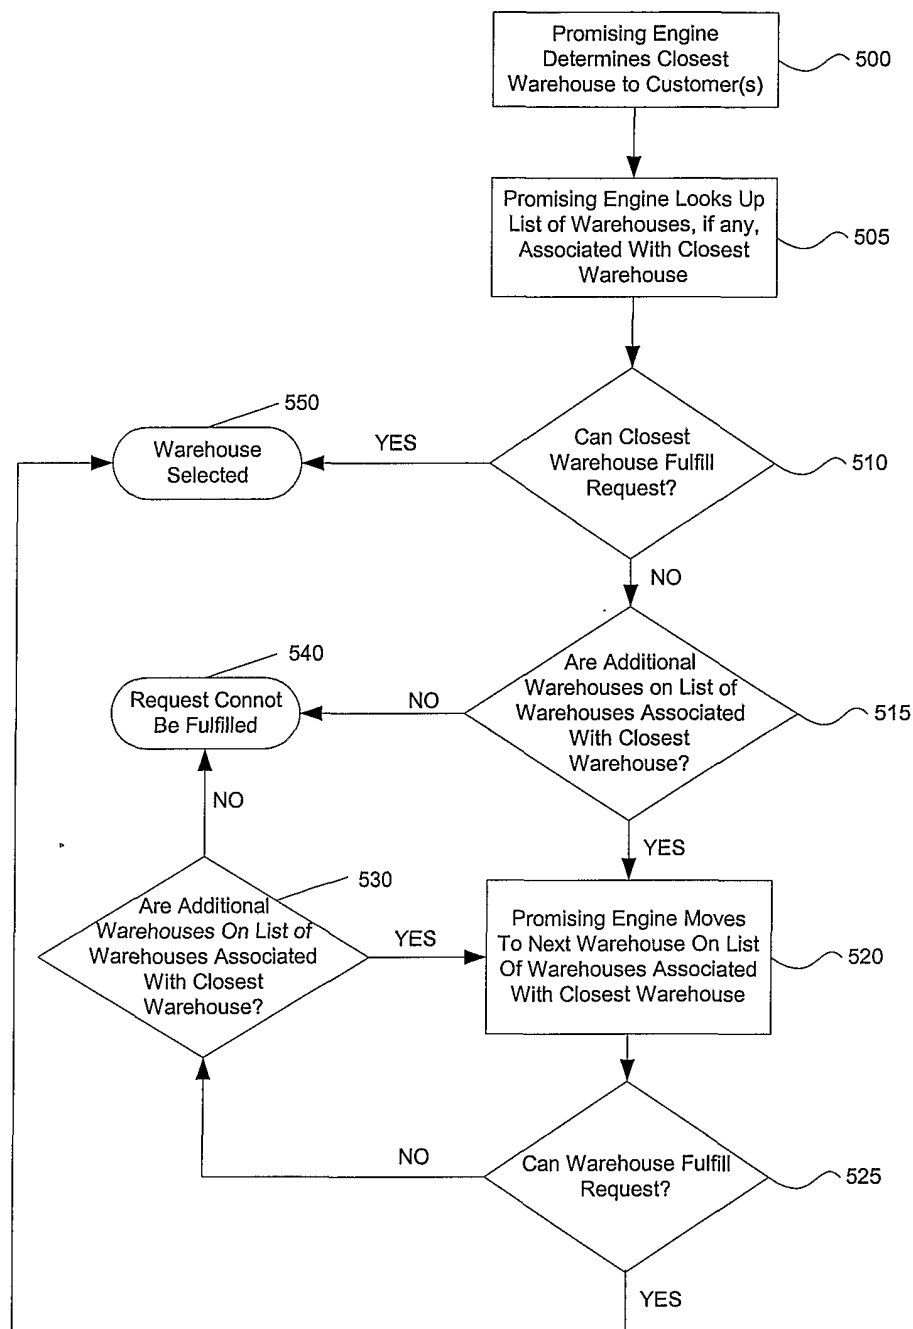 Promising Engine
Determines Closest
Warehouse to Customer(s)
500
Promising Engine Looks Up
List of Warehouses, if any,
Associated With Closest
Warehouse
505
550
Warehouse
Selected
YES
Can Closest
Warehouse Fulfill
Request?
510
NO
540
Request Connot
Be Fulfilled
NO
Are Additional
Warehouses on List of
Warehouses Associated
With Closest
Warehouse?
515
NO
YES
530
Are Additional
Warehouses On List of
Warehouses Associated
With Closest
Warehouse?
YES
Promising Engine Moves
To Next Warehouse On List
Of Warehouses Associated
With Closest Warehouse
520
NO
Can Warehouse Fulfill
Request?
525
YES